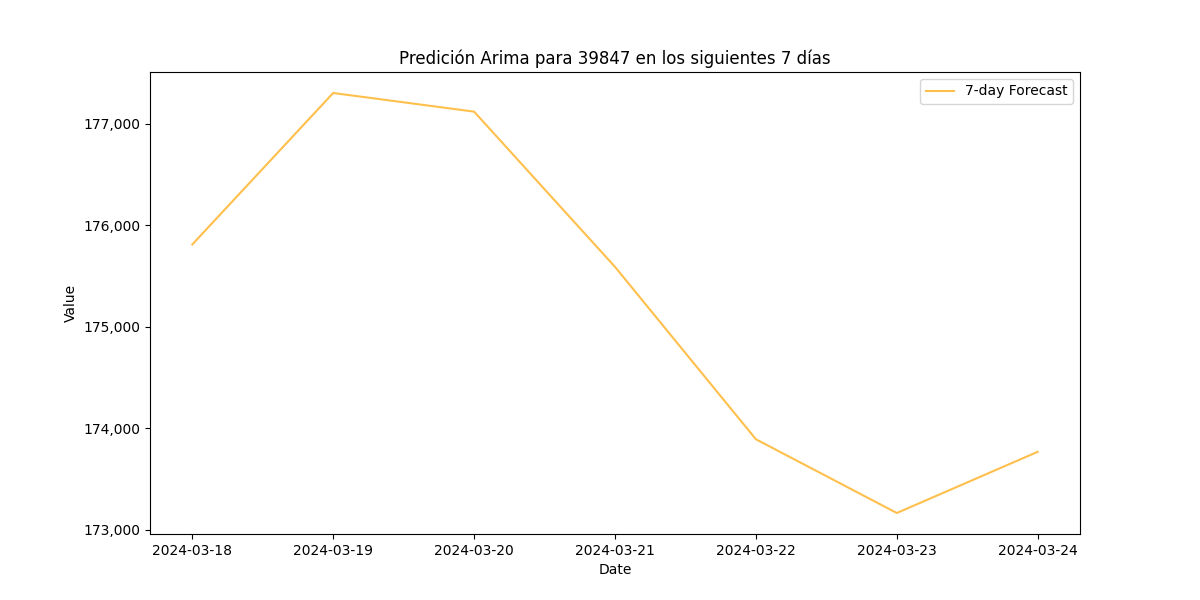 Predición Arima para 39847 en los siguientes 7 días
7-day Forecast
177,000
176,000
175,000
174,000
173,000
Value
2024-03-18 2024-03-19 2024-03-20 2024-03-21 2024-03-22 2024-03-23 2024-03-24
Date